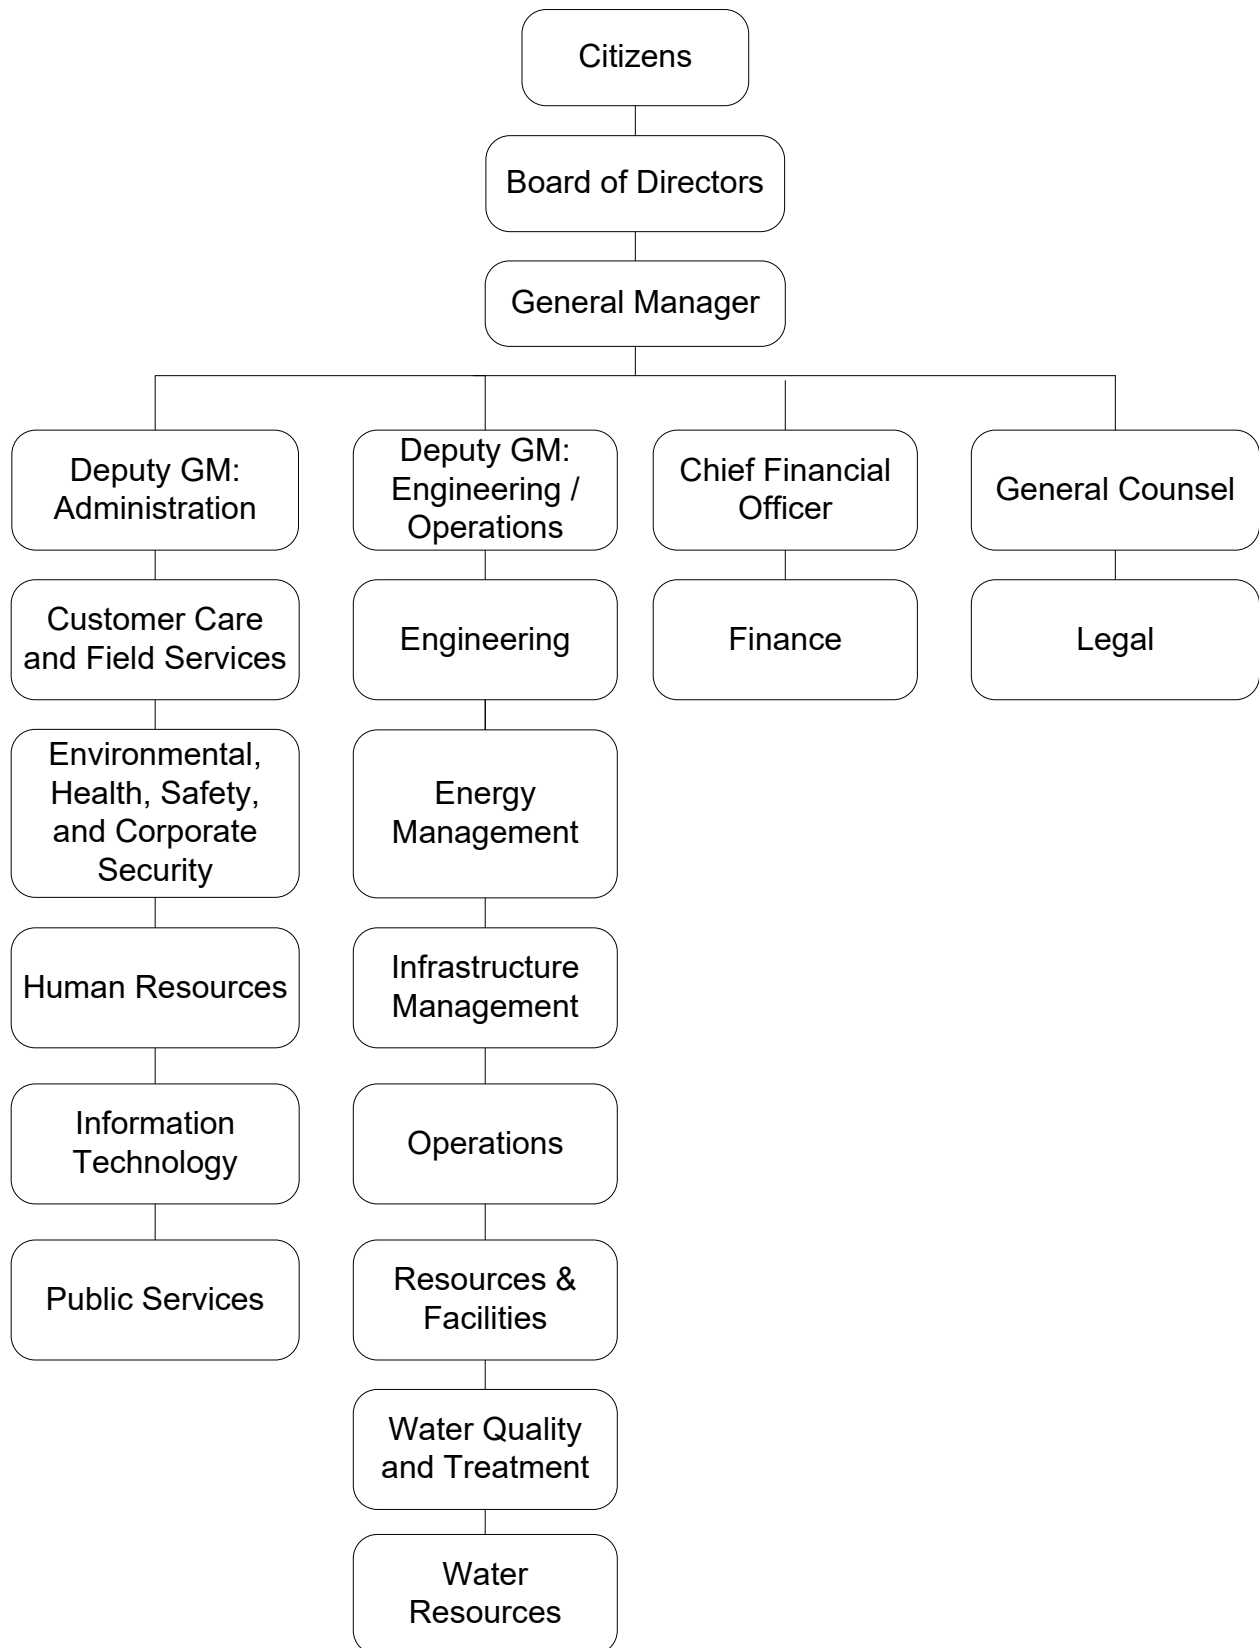 Citizens
Board of Directors
General Manager
Deputy GM:
Administration
Customer Care
and Field Services
Environmental,
Health, Safety,
and Corporate
Security
Human Resources
Information
Technology
Public Services
Deputy GM:
Engineering /
Operations
Engineering
Energy
Management
Infrastructure
Management
Operations
Resources &
Facilities
Water Quality
and Treatment
Water
Resources
Chief Financial
Officer
Finance
General Counsel
Legal